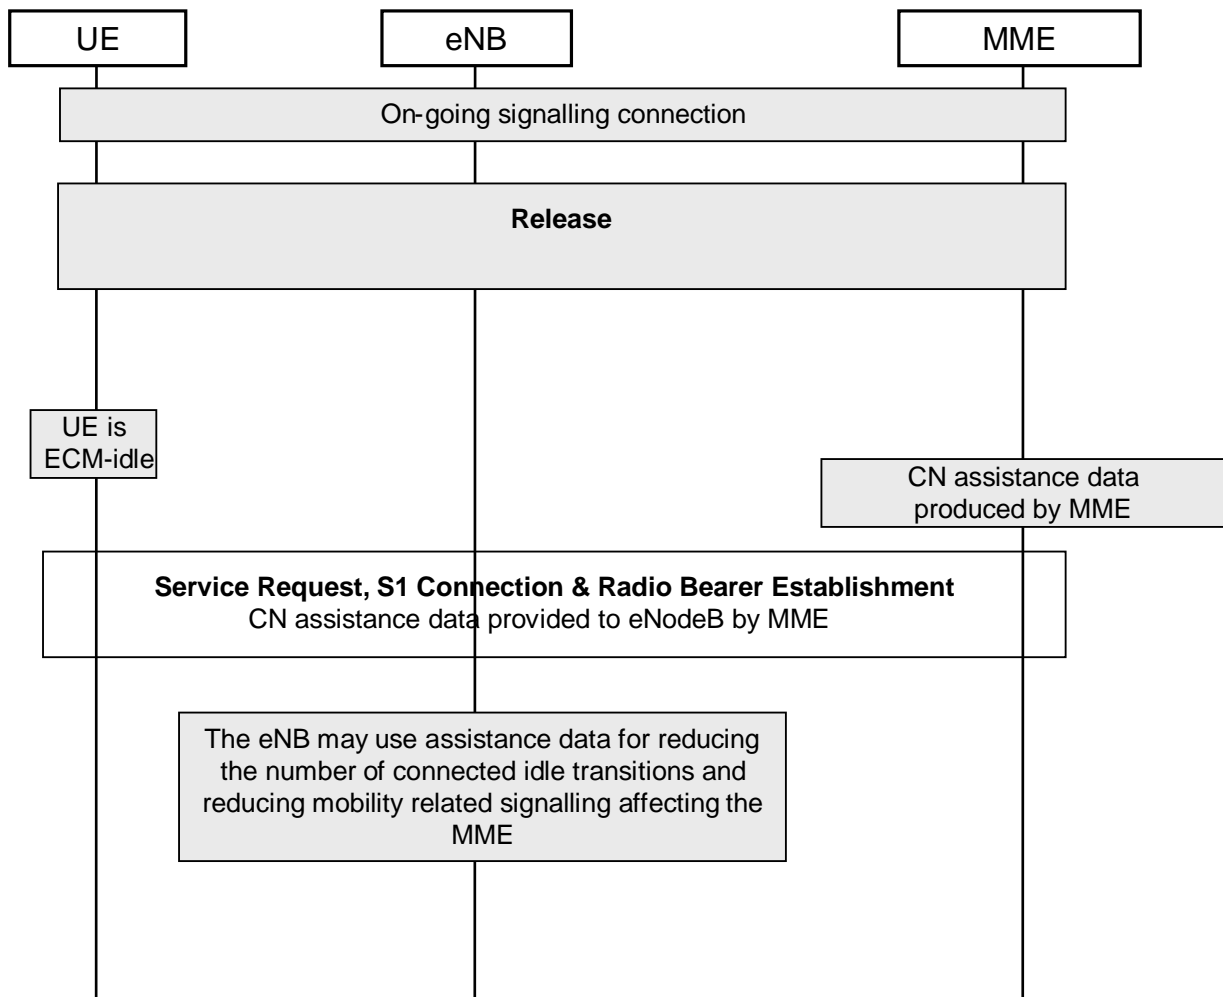 UE
eNB
MME
On-going signalling connection
Release
UE is
ECM-idle
CN assistance data
produced by MME
Service Request, S1 Connection & Radio Bearer Establishment
CN assistance data provided to eNodeB by MME
The eNB may use assistance data for reducing
the number of connected idle transitions and
reducing mobility related signalling affecting the
MME